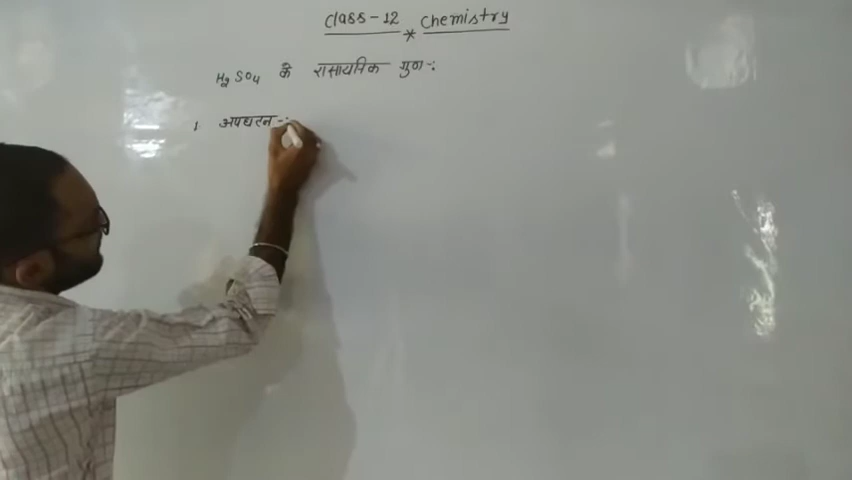 Class-12 * Chemistry
H2SO4 के रासायनिक गुण-:
1. अपघटन-: